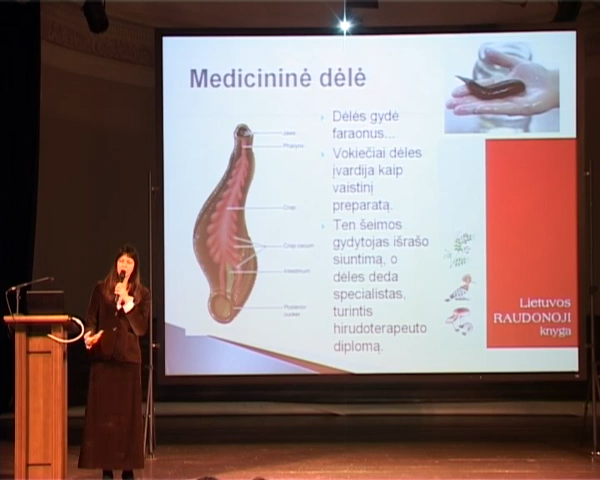 Medicininė dėlė
Dėlės gydė
faraonus...
Vokiečiai dėles
įvardija kaip
vaistinį
preparatą.
Ten šeimos
gydytojas išrašo
siuntimą, o
dėles deda
specialistas,
turintis
hirudoterapeuto
diplomą.
Jaws
Pharynx
Crop
Crop caecum
Intestinum
Posterior
sucker
Lietuvos
RAUDONOJI
knyga